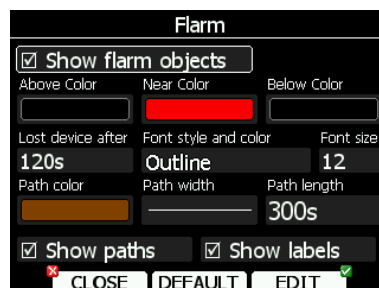 Flarm
Show flarm objects
Above Color Near Color Below Color
Lost device after Font style and color Font size
120s Outline 12
Path color Path width Path length
300s
Show paths Show labels
CLOSE DEFAULT EDIT